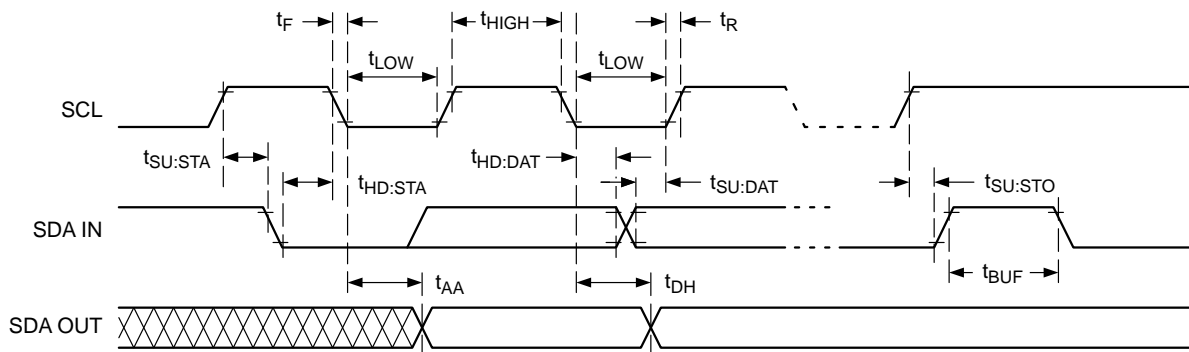 tF
tHIGH
tR
tLOW
tLOW
SCL
tSU:STA
tHD:STA
tHD:DAT
tSU:DAT
tSU:STO
SDA IN
tBUF
tAA
tDH
SDA OUT